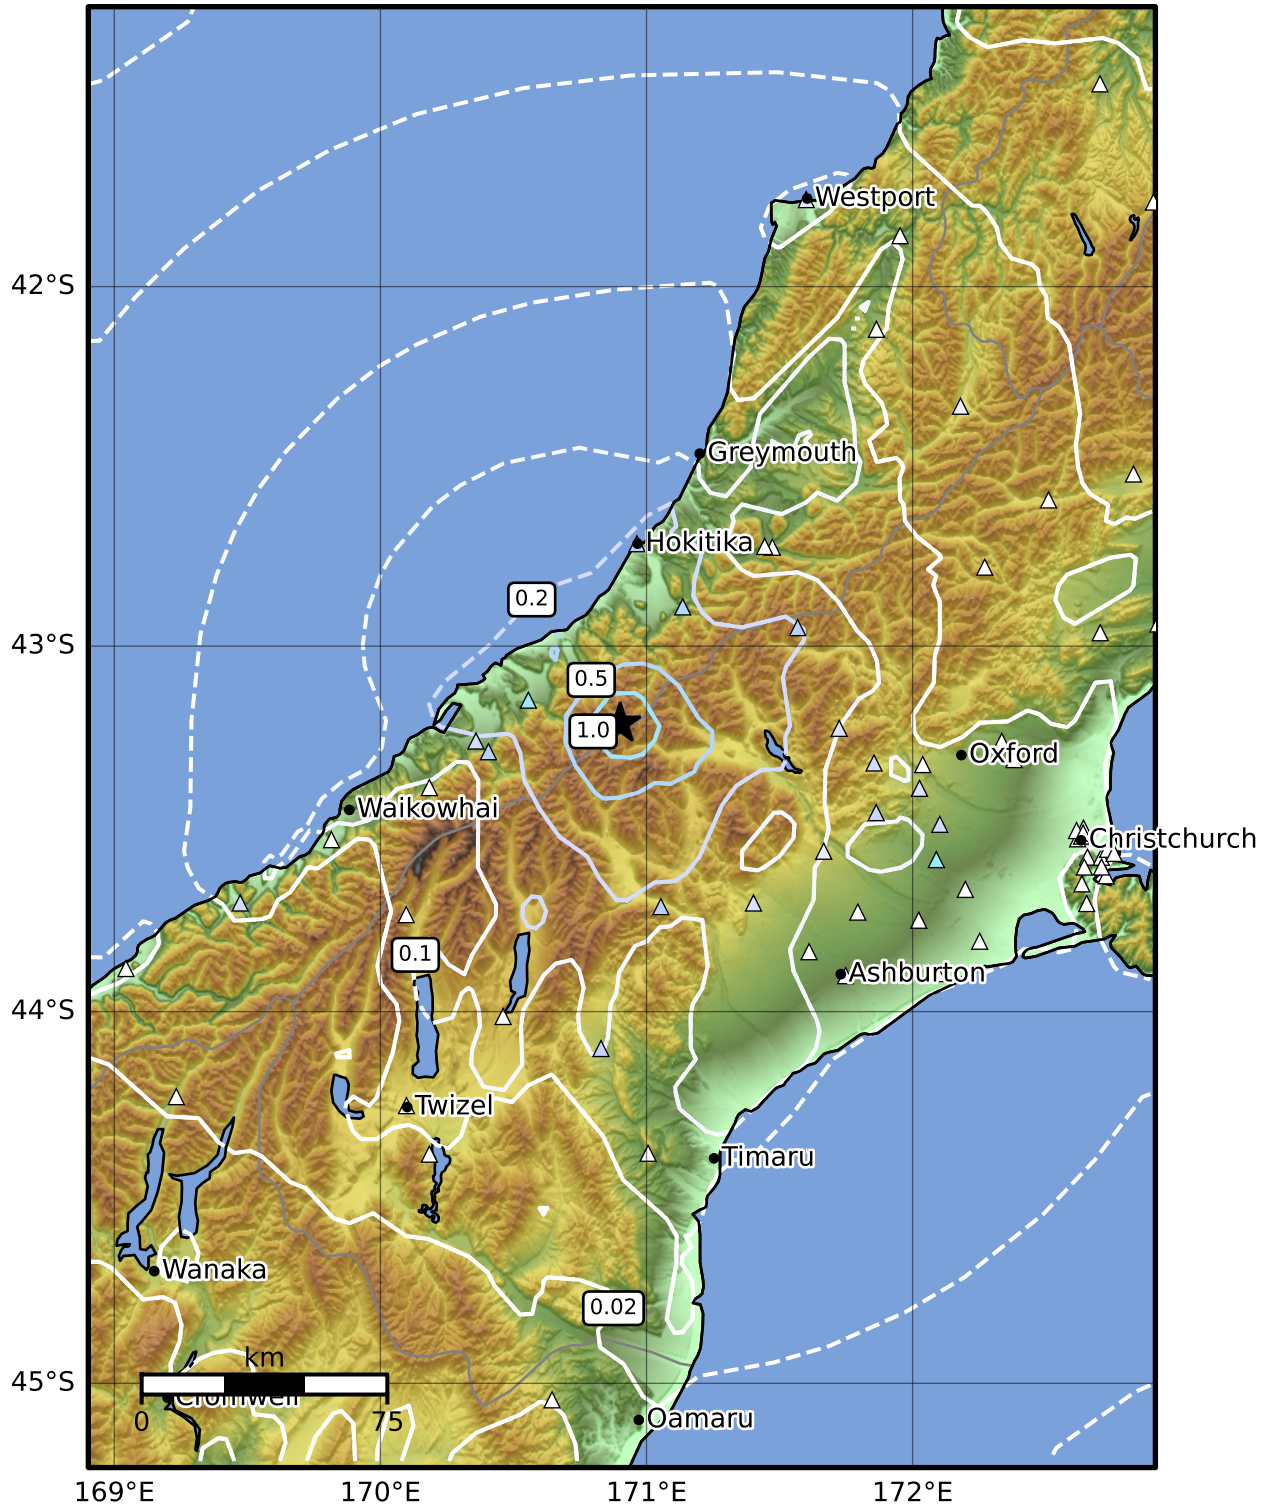 Westport
42°S
Greymouth
Hokitika
0.2
43°S
0.5
1.0
Oxford
Waikowhai
Christchurch
0.1
Ashburton
44°S
Twizel
Timaru
Wanaka
0.02
km
45°S
Cromwell
0
75
Oamaru
169°E
170°E
171°E
172°E